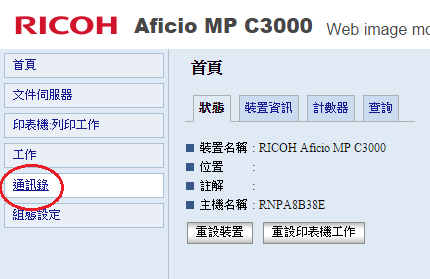 RICOH Aficio MP C3000 Web image mo
首頁
文件伺服器
印表機:列印工作
工作
通訊錄
組態設定
首頁
狀態 裝置資訊 計數器 查詢
裝置名稱 : RICOH Aficio MP C3000
位置 :
註解 :
主機名稱 : RNPA8B38E
重設裝置 重設印表機工作